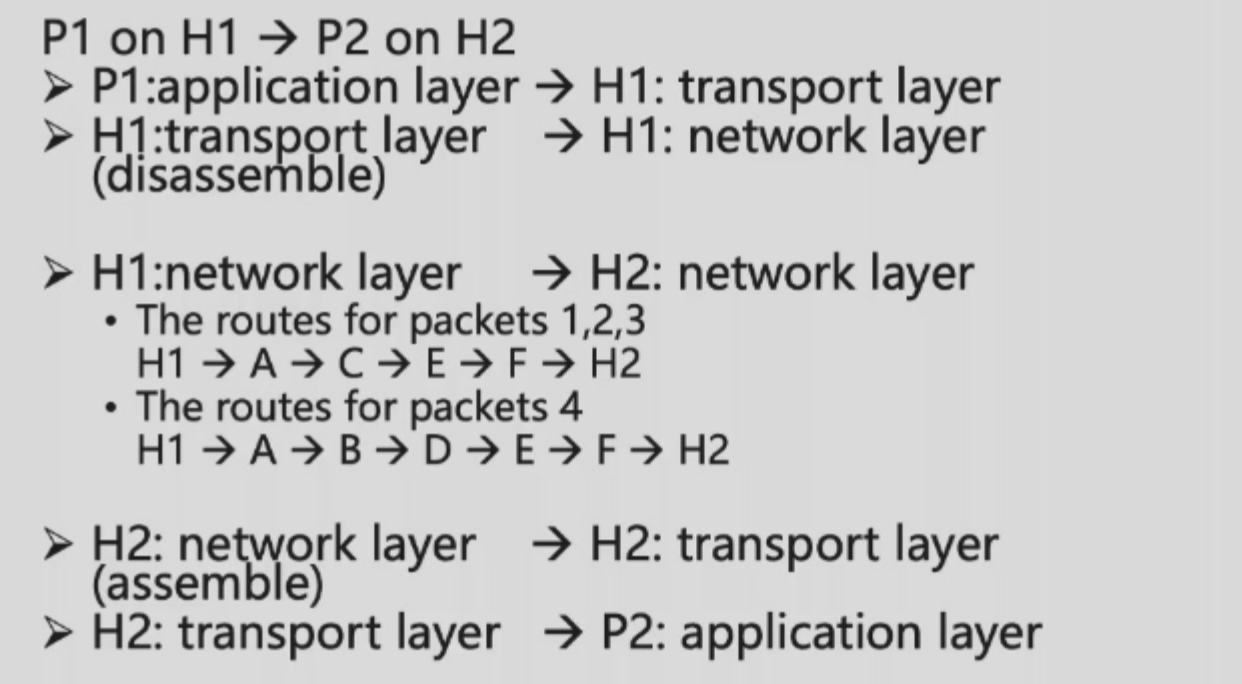 P1 on H1 → P2 on H2
➢ P1:application layer → H1: transport layer
➢ H1:transport layer → H1: network layer
(disassemble)
➢ H1:network layer → H2: network layer
• The routes for packets 1,2,3
H1 → A → C → E → F → H2
• The routes for packets 4
H1 → A → B → D → E → F → H2
➢ H2: network layer → H2: transport layer
(assemble)
➢ H2: transport layer → P2: application layer